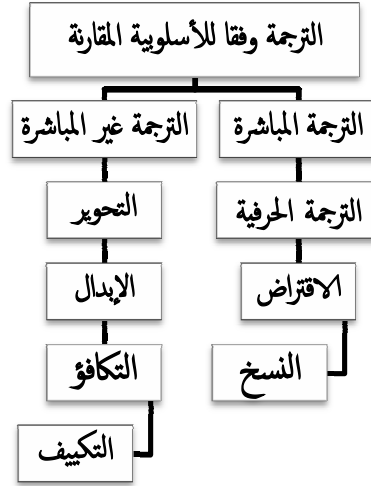 الترجمة وفقا للأسلوبية المقارنة
الترجمة المباشرة
الترجمة غير المباشرة
الترجمة الحرفية
التحوير
الاقتراض
الإبدال
النسخ
التكافؤ
التكييف